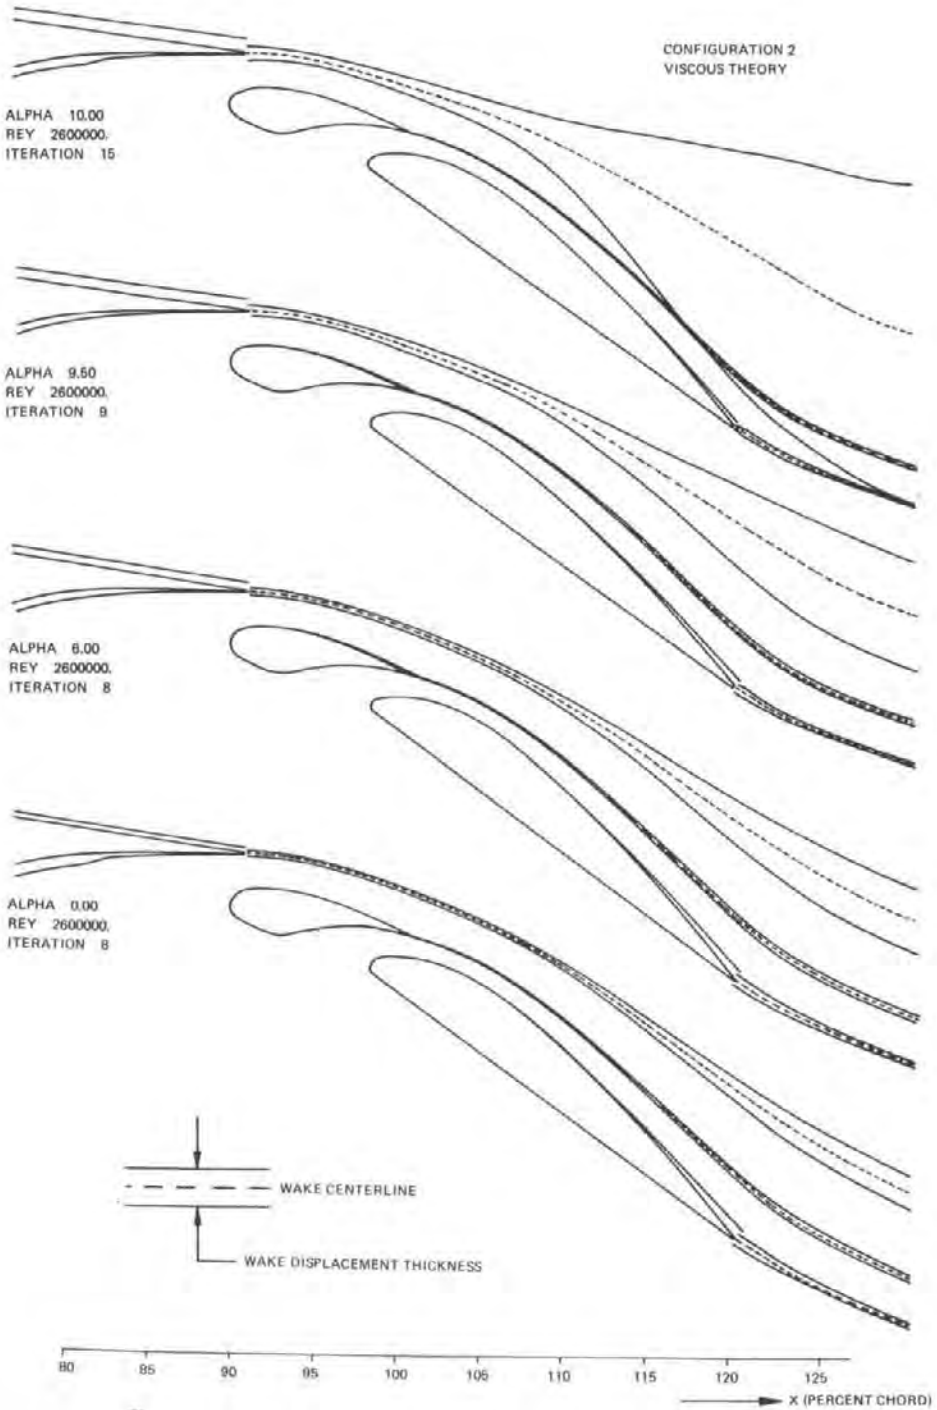 CONFIGURATION 2
VISCOUS THEORY
ALPHA 10.00
REY 2600000.
ITERATION 15
ALPHA 9.50
REY 2600000.
ITERATION 9
ALPHA 6.00
REY 2600000.
ITERATION 8
ALPHA 0.00
REY 2600000.
ITERATION 8
WAKE CENTERLINE
WAKE DISPLACEMENT THICKNESS
80 85 90 95 100 105 110 115 120 125
X (PERCENT CHORD)